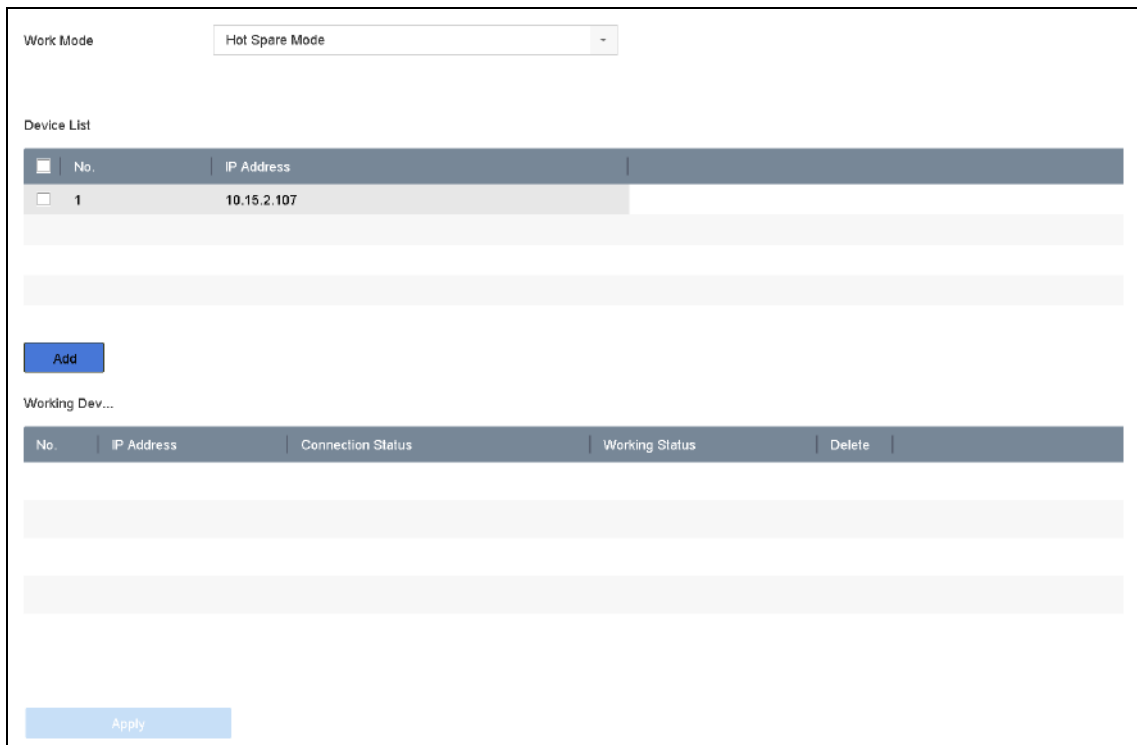 Work Mode Hot Spare Mode
Device List
No. IP Address
1 10.15.2.107
Add
Working Dev...
No. IP Address Connection Status Working Status Delete
Apply